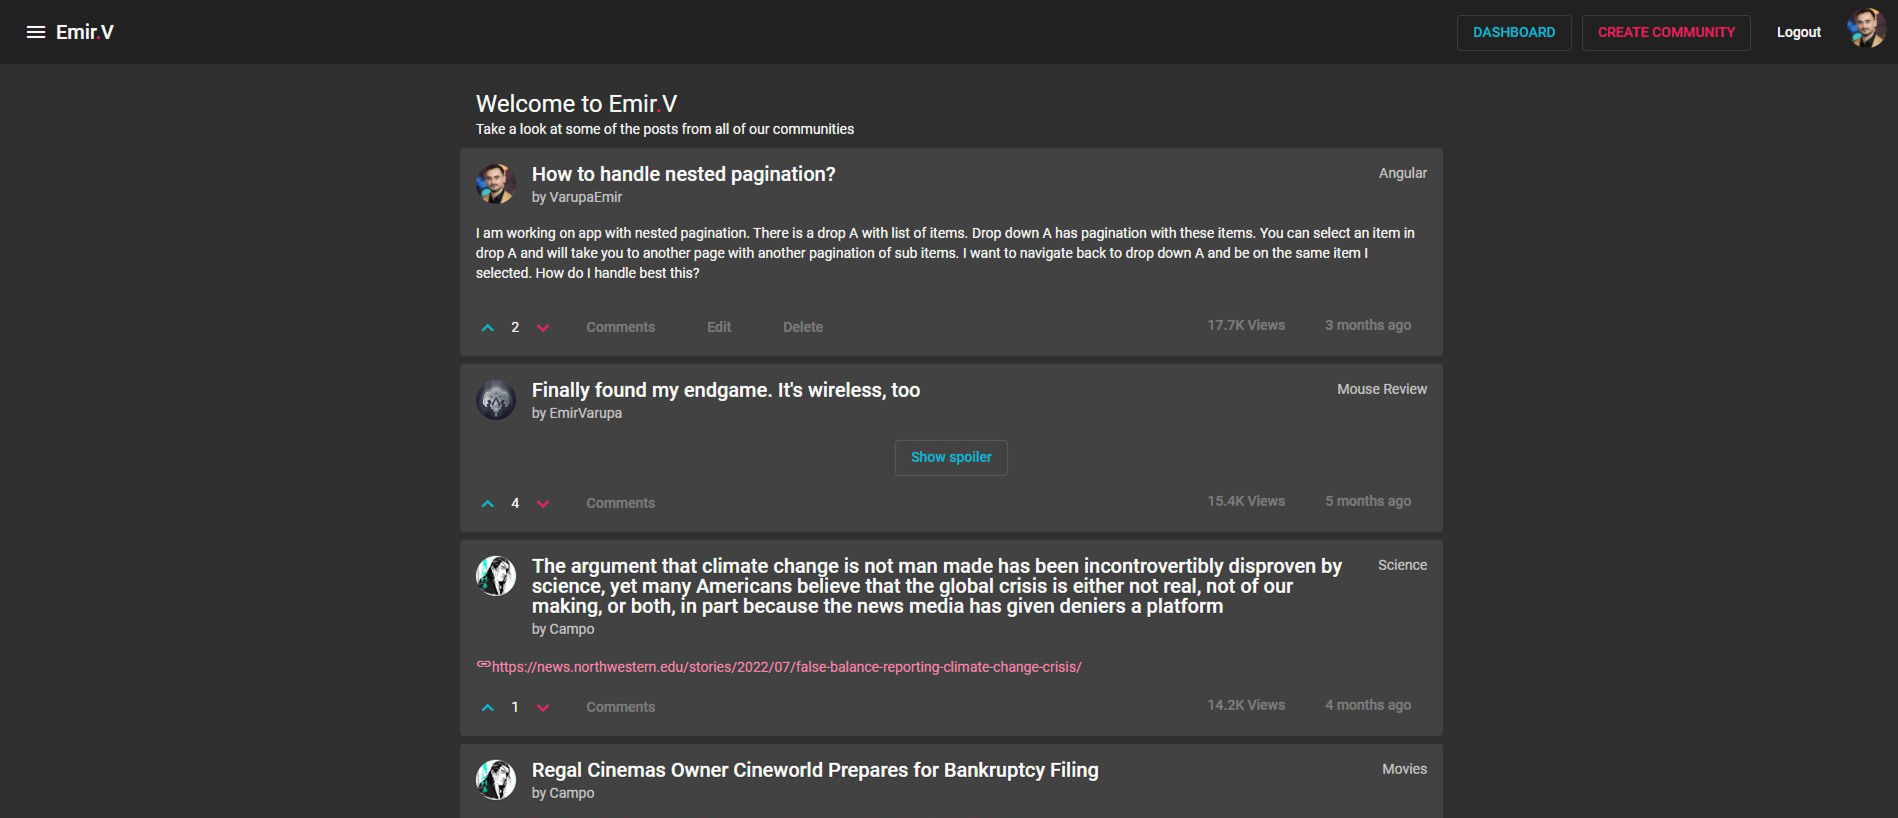 Emir.V
DASHBOARD
CREATE COMMUNITY
Logout
Welcome to Emir.V
Take a look at some of the posts from all of our communities
How to handle nested pagination?
Angular
by VarupaEmir
I am working on app with nested pagination. There is a drop A with list of items. Drop down A has pagination with these items. You can select an item in
drop A and will take you to another page with another pagination of sub items. I want to navigate back to drop down A and be on the same item I
selected. How do I handle best this?
2
Comments
Edit
Delete
17.7K Views
3 months ago
Finally found my endgame. It's wireless, too
Mouse Review
by EmirVarupa
Show spoiler
4
Comments
15.4K Views
5 months ago
The argument that climate change is not man made has been incontrovertibly disproven by
Science
science, yet many Americans believe that the global crisis is either not real, not of our
making, or both, in part because the news media has given deniers a platform
by Campo
https://news.northwestern.edu/stories/2022/07/false-balance-reporting-climate-change-crisis/
1
Comments
14.2K Views
4 months ago
Regal Cinemas Owner Cineworld Prepares for Bankruptcy Filing
Movies
by Campo